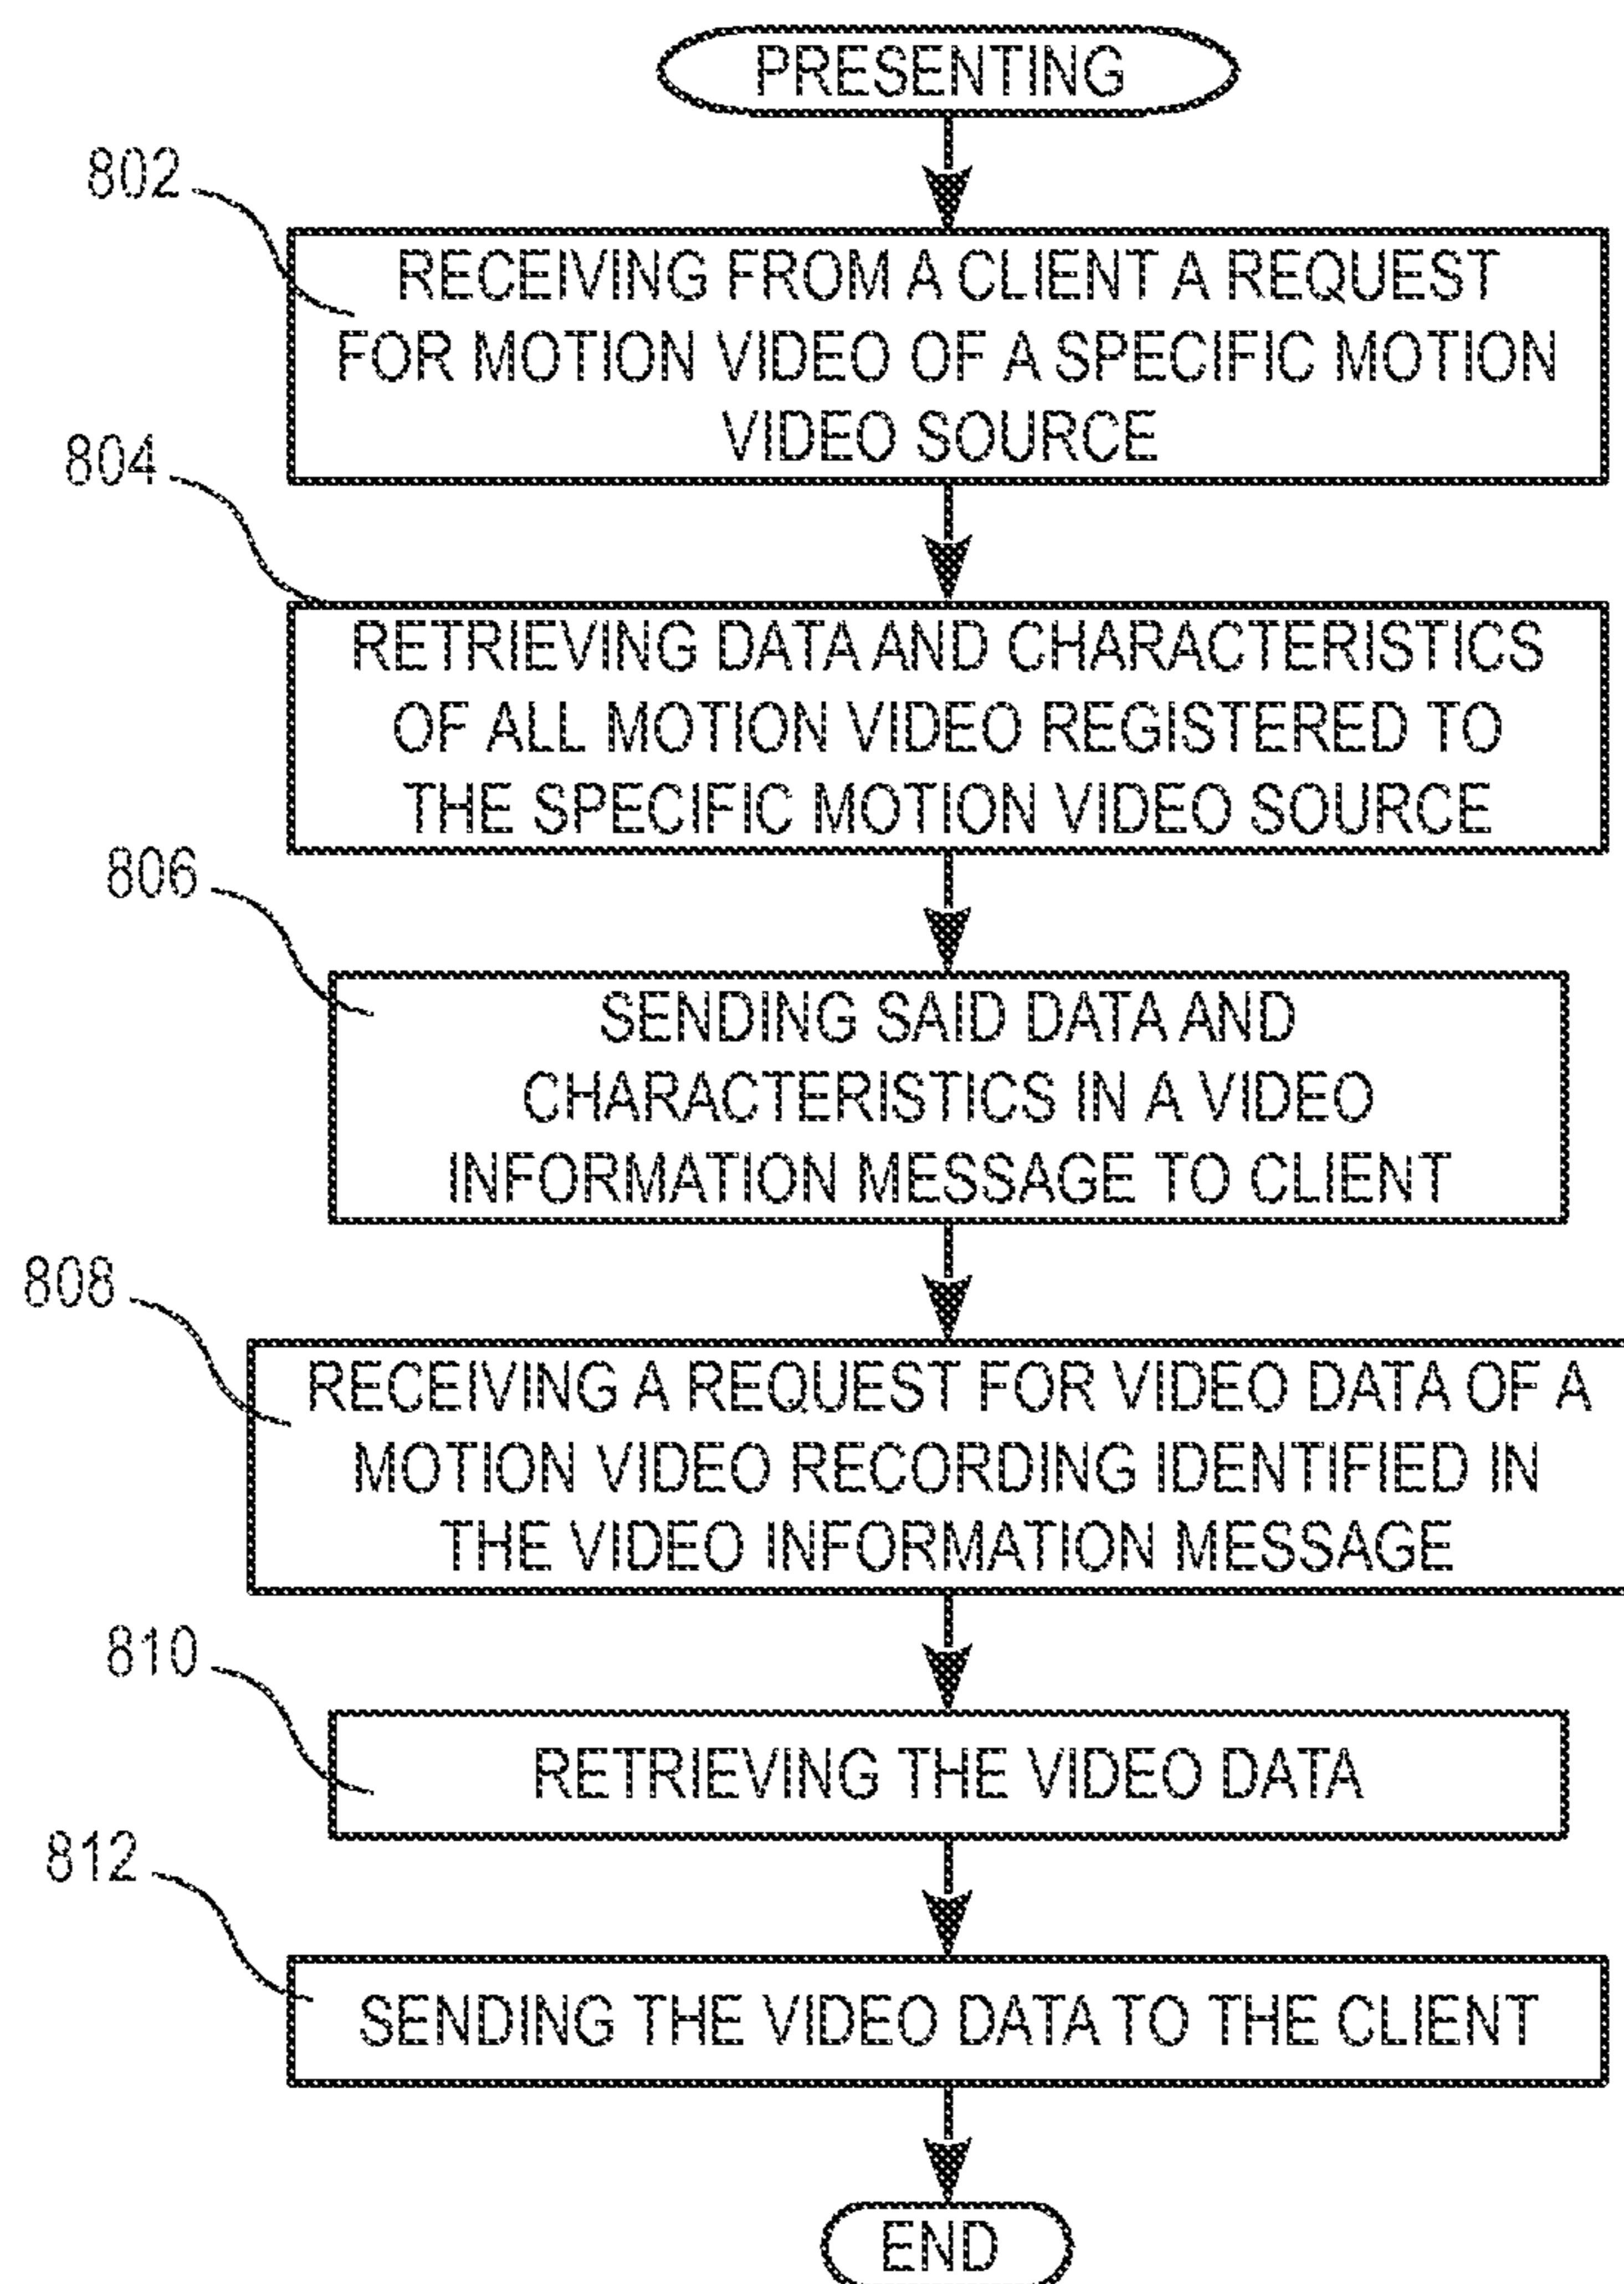 PRESENTING
802
RECEIVING FROM A CLIENT A REQUEST
FOR MOTION VIDEO OF A SPECIFIC MOTION
VIDEO SOURCE
804
RETRIEVING DATA AND CHARACTERISTICS
OF ALL MOTION VIDEO REGISTERED TO
THE SPECIFIC MOTION VIDEO SOURCE
806
SENDING SAID DATA AND
CHARACTERISTICS IN A VIDEO
INFORMATION MESSAGE TO CLIENT
808
RECEIVING A REQUEST FOR VIDEO DATA OF A
MOTION VIDEO RECORDING IDENTIFIED IN
THE VIDEO INFORMATION MESSAGE
810
RETRIEVING THE VIDEO DATA
812
SENDING THE VIDEO DATA TO THE CLIENT
END